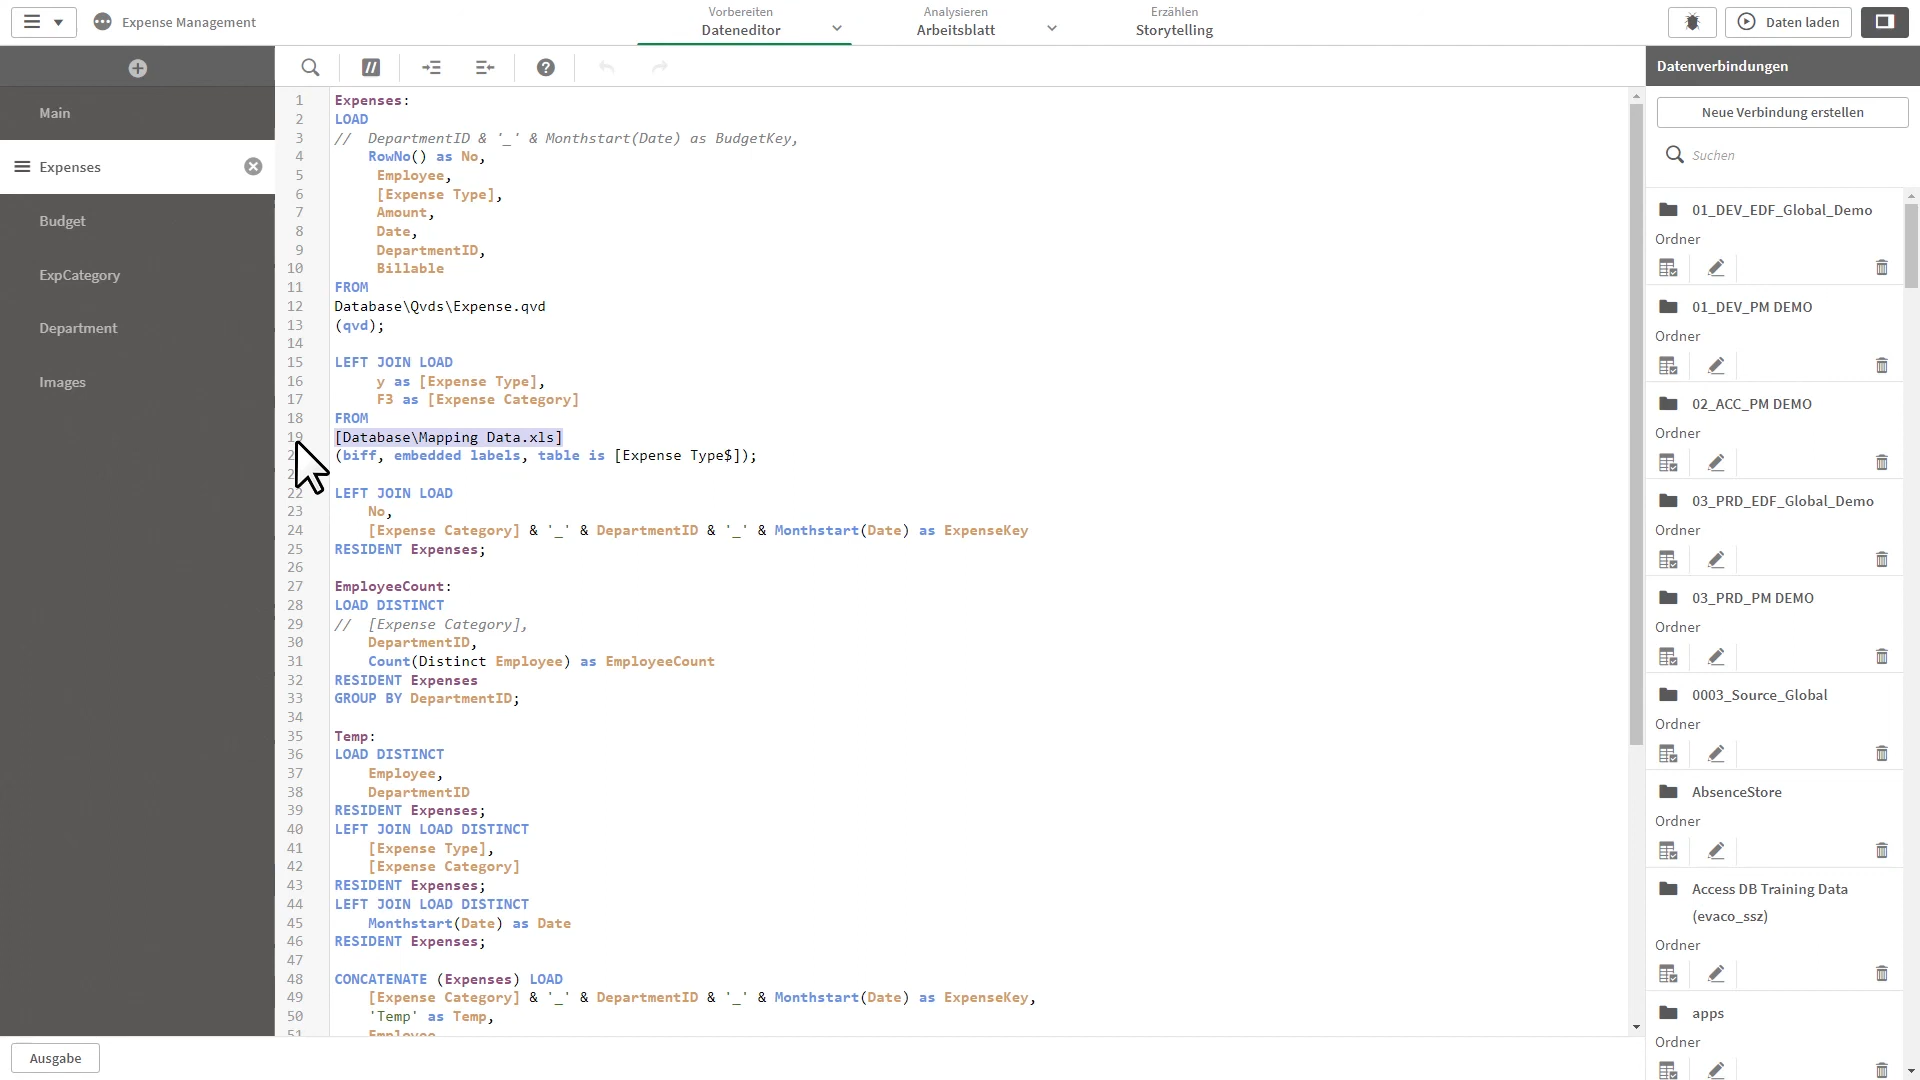 Expense Management
Vorbereiten
Dateneditor
Analysieren
Arbeitsblatt
Erzählen
Storytelling
Daten laden
Main
Expenses
Budget
ExpCategory
Department
Images
1 Expenses:
2 LOAD
3 //  DepartmentID & '_' & Monthstart(Date) as BudgetKey,
4     RowNo() as No,
5      Employee,
6      [Expense Type],
7      Amount,
8      Date,
9      DepartmentID,
10      Billable
11 FROM
12 Database\Qvds\Expense.qvd
13 (qvd);
14
15 LEFT JOIN LOAD
16      y as [Expense Type],
17      F3 as [Expense Category]
18 FROM
19 [Database\Mapping Data.xls]
(biff, embedded labels, table is [Expense Type$]);
22 LEFT JOIN LOAD
23     No,
24     [Expense Category] & '_' & DepartmentID & '_' & Monthstart(Date) as ExpenseKey
25 RESIDENT Expenses;
26
27 EmployeeCount:
28 LOAD DISTINCT
29 //  [Expense Category],
30     DepartmentID,
31     Count(Distinct Employee) as EmployeeCount
32 RESIDENT Expenses
33 GROUP BY DepartmentID;
34
35 Temp:
36 LOAD DISTINCT
37     Employee,
38     DepartmentID
39 RESIDENT Expenses;
40 LEFT JOIN LOAD DISTINCT
41     [Expense Type],
42     [Expense Category]
43 RESIDENT Expenses;
44 LEFT JOIN LOAD DISTINCT
45     Monthstart(Date) as Date
46 RESIDENT Expenses;
47
48 CONCATENATE (Expenses) LOAD
49     [Expense Category] & '_' & DepartmentID & '_' & Monthstart(Date) as ExpenseKey,
50     'Temp' as Temp,
51     Employee
Ausgabe
Datenverbindungen
Neue Verbindung erstellen
Suchen
01_DEV_EDF_Global_Demo
Ordner
01_DEV_PM DEMO
Ordner
02_ACC_PM DEMO
Ordner
03_PRD_EDF_Global_Demo
Ordner
03_PRD_PM DEMO
Ordner
0003_Source_Global
Ordner
AbsenceStore
Ordner
Access DB Training Data
(evaco_ssz)
Ordner
apps
Ordner